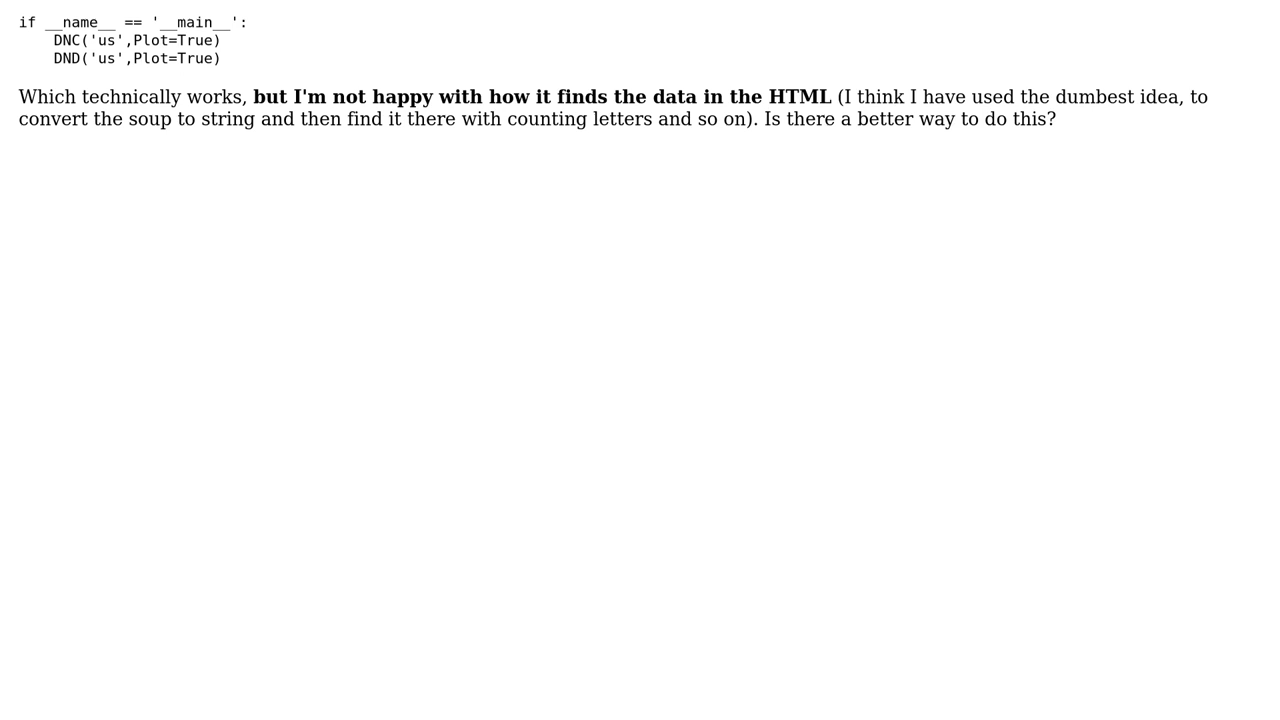 if __name__ == '__main__':
    DNC('us',Plot=True)
    DND('us',Plot=True)
Which technically works, but I'm not happy with how it finds the data in the HTML (I think I have used the dumbest idea, to
convert the soup to string and then find it there with counting letters and so on). Is there a better way to do this?